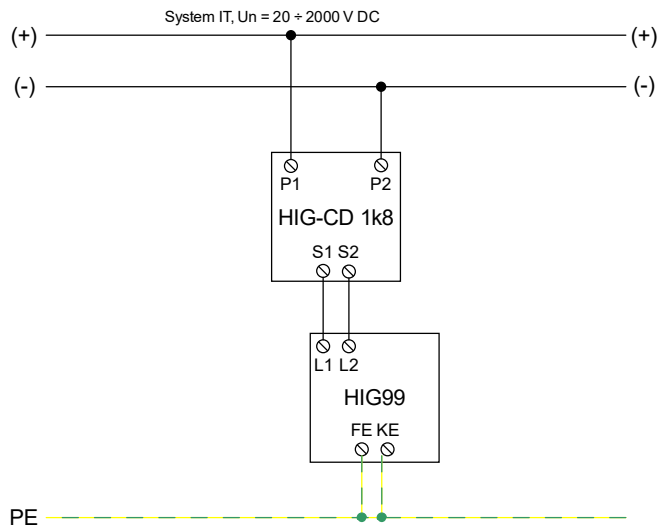 System IT, Un = 20 ÷ 2000 V DC
(+) (+)
(-) (-)
P1 P2
HIG-CD 1k8
S1 S2
L1 L2
HIG99
FE KE
PE